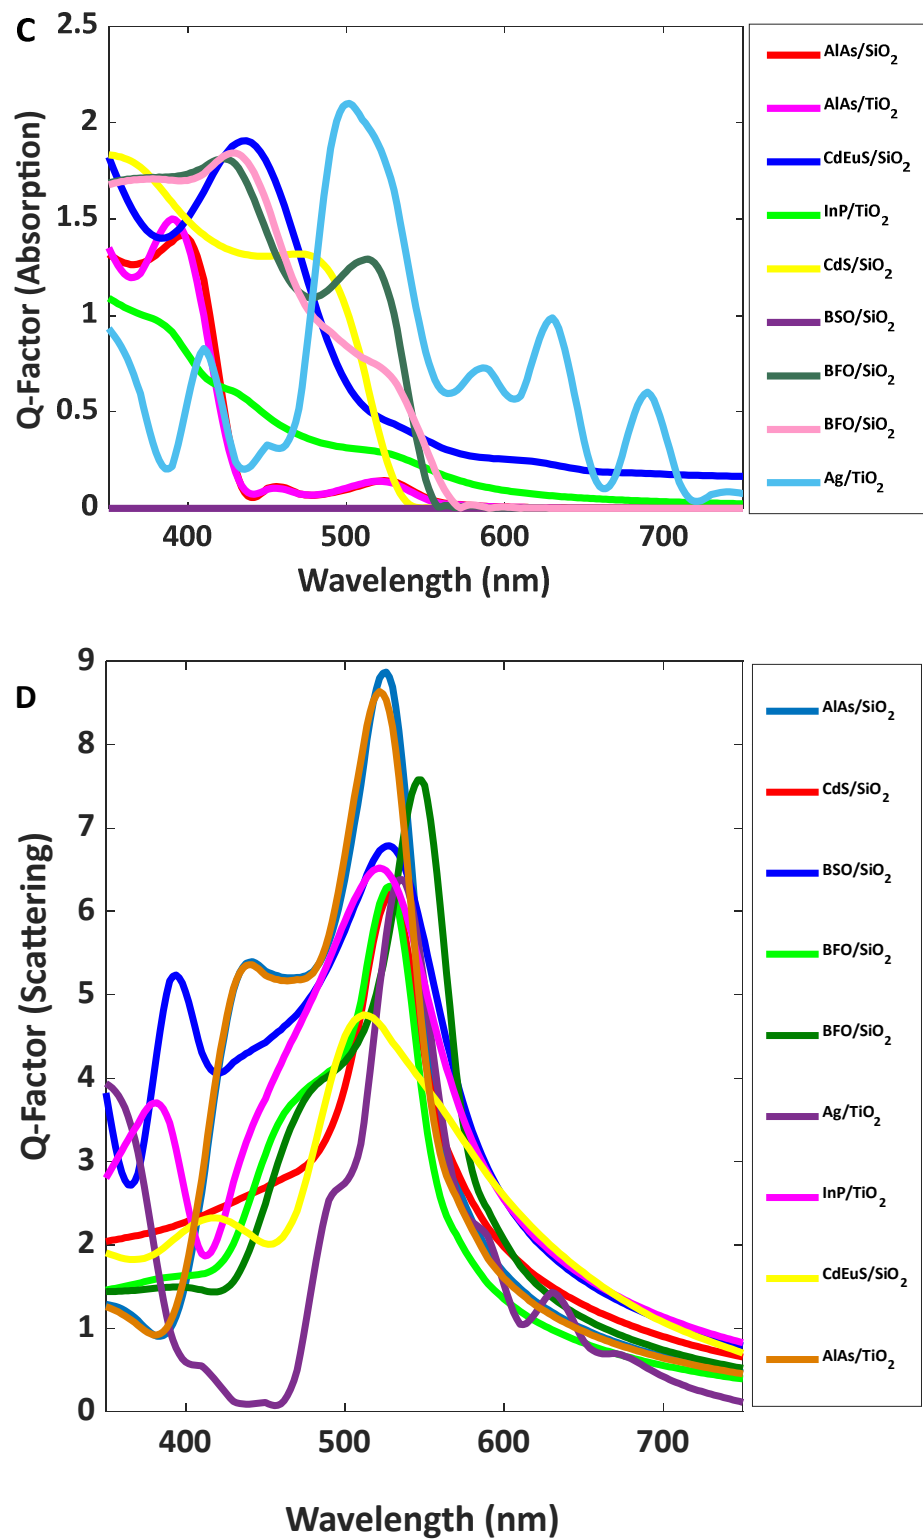 C
2.5
2
1.5
1
0.5
0
Q-Factor (Absorption)
400 500 600 700
Wavelength (nm)
AlAs/SiO2
AlAs/TiO2
CdEuS/SiO2
InP/TiO2
CdS/SiO2
BSO/SiO2
BFO/SiO2
BFO/SiO2
Ag/TiO2
D
9
8
7
6
5
4
3
2
1
0
Q-Factor (Scattering)
400 500 600 700
Wavelength (nm)
AlAs/SiO2
CdS/SiO2
BSO/SiO2
BFO/SiO2
BFO/SiO2
Ag/TiO2
InP/TiO2
CdEuS/SiO2
AlAs/TiO2